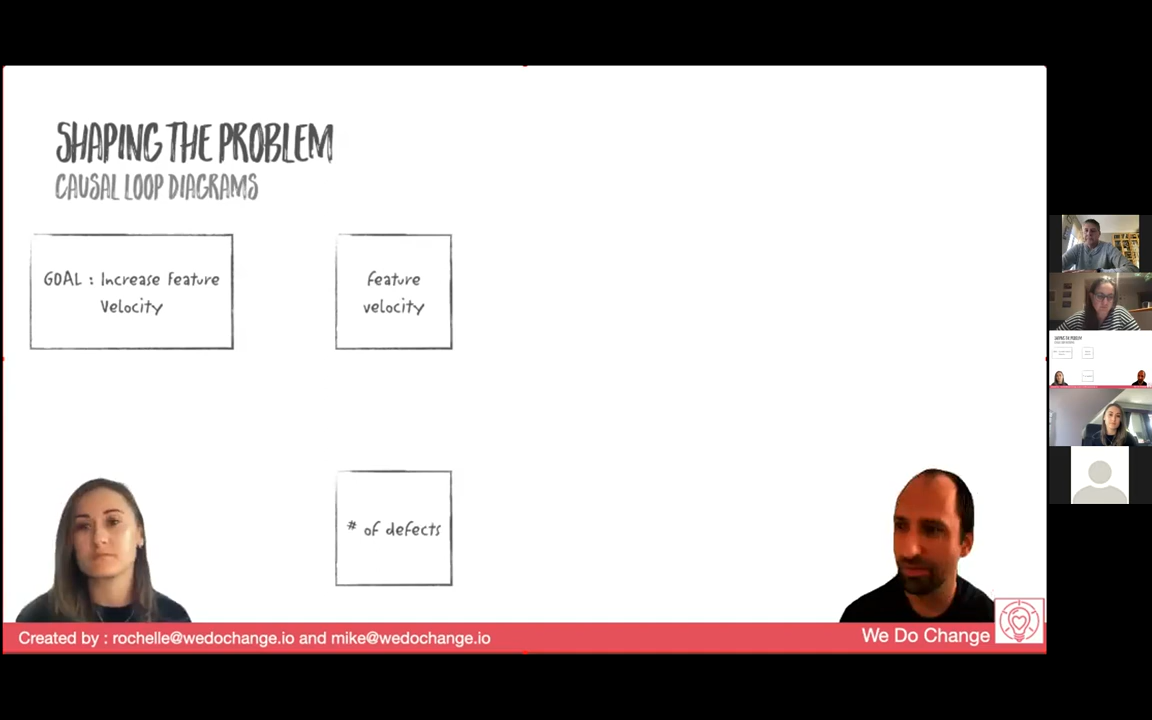 SHAPING THE PROBLEM
CAUSAL LOOP DIAGRAMS
GOAL : Increase Feature
Velocity
Feature
velocity
# of defects
Created by : rochelle@wedochange.io and mike@wedochange.io
We Do Change